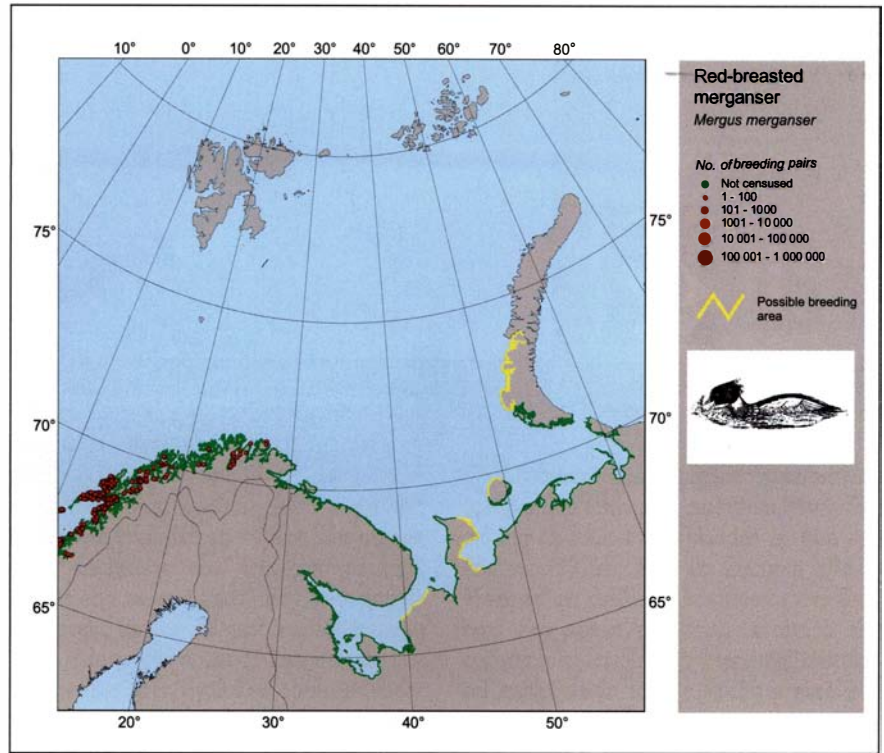 10° 0° 10° 20° 30° 40° 50° 60° 70° 80°
75° 75°
70° 70°
65° 65°
20° 30° 40° 50°
Red-breasted
merganser
Mergus merganser
No. of breeding pairs
Not censused
1 - 100
101 - 1000
1001 - 10 000
10 001 - 100 000
100 001 - 1 000 000
Possible breeding
area